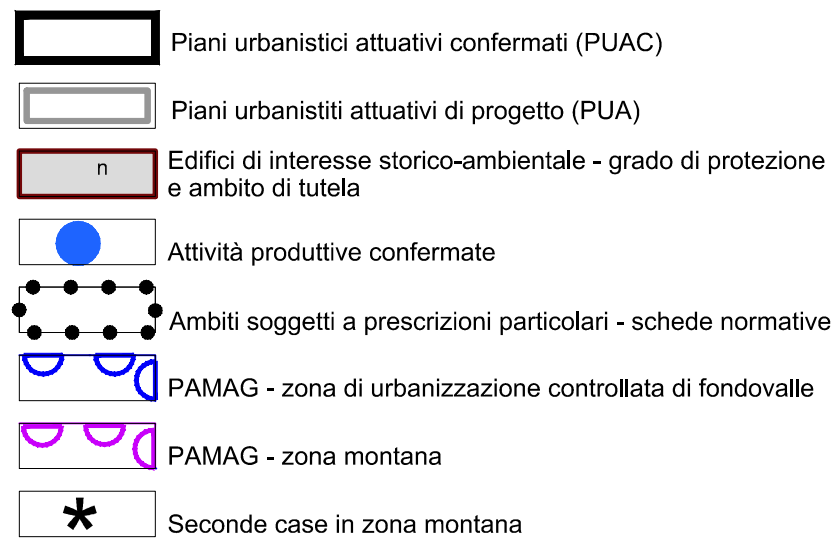 Piani urbanistici attuativi confermati (PUAC)
Piani urbanistiti attuativi di progetto (PUA)
n
Edifici di interesse storico-ambientale - grado di protezione
e ambito di tutela
Attività produttive confermate
Ambiti soggetti a prescrizioni particolari - schede normative
PAMAG - zona di urbanizzazione controllata di fondovalle
PAMAG - zona montana
* Seconde case in zona montana